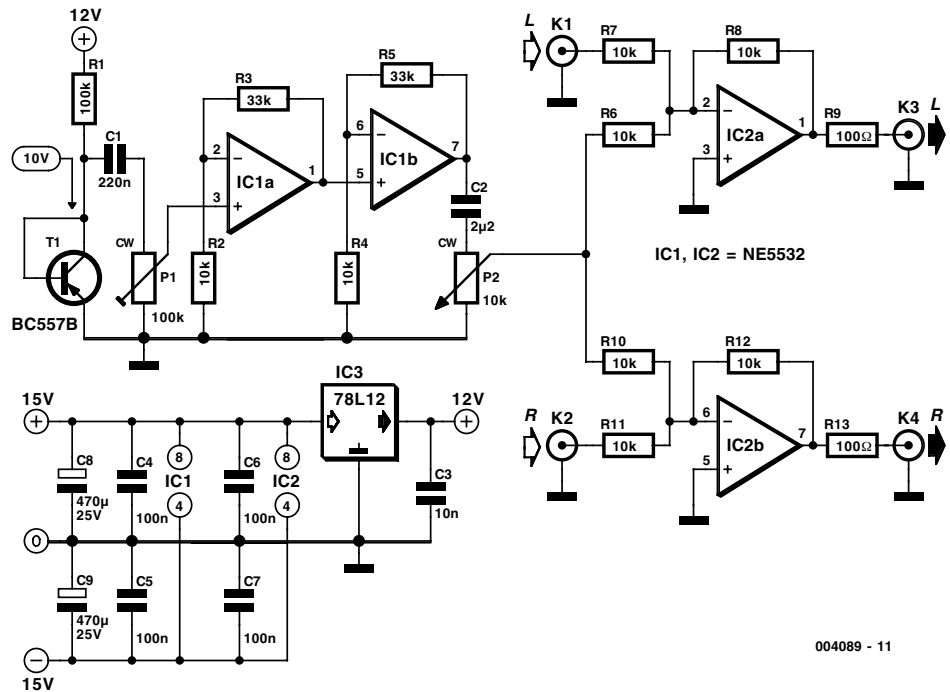 12V
+
R1
100k
10V
C1
220n
T1
BC557B
CW
P1
100k
R3
33k
2
-
3
+
IC1a
1
R2
10k
R5
33k
6
-
5
+
IC1b
7
R4
10k
C2
2µ2
CW
P2
10k
L
K1
R7
10k
R6
10k
R8
10k
2
-
3
+
IC2a
1
R9
100Ω
K3
L
IC1, IC2 = NE5532
R10
10k
R
K2
R11
10k
R12
10k
6
-
5
+
IC2b
7
R13
100Ω
K4
R
15V
+
IC3
78L12
12V
+
C8
470µ
25V
C4
100n
8
IC1
4
C6
100n
8
IC2
4
C3
10n
0
C9
470µ
25V
C5
100n
C7
100n
-
15V
004089 - 11